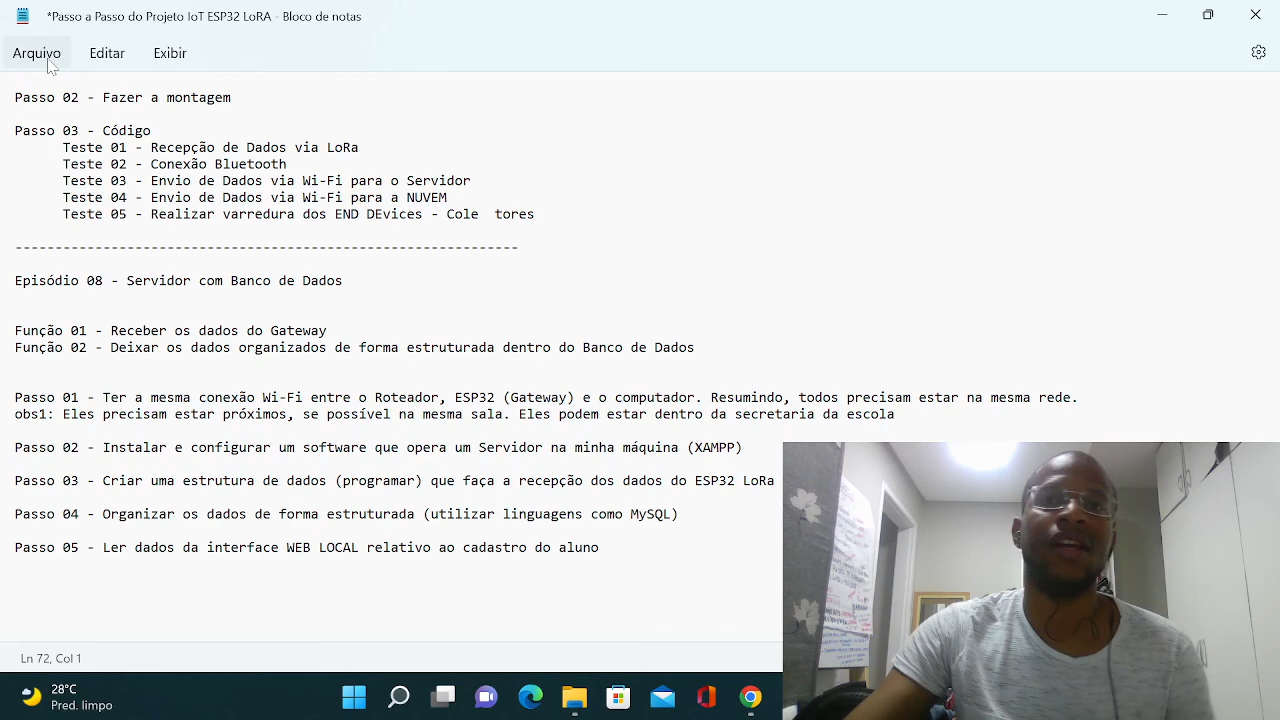 *Passo a Passo do Projeto IoT ESP32 LoRA - Bloco de notas
Arquivo Editar Exibir
Passo 02 - Fazer a montagem
Passo 03 - Código
Teste 01 - Recepção de Dados via LoRa
Teste 02 - Conexão Bluetooth
Teste 03 - Envio de Dados via Wi-Fi para o Servidor
Teste 04 - Envio de Dados via Wi-Fi para a NUVEM
Teste 05 - Realizar varredura dos END DEvices - Cole  tores
---------------------------------------------------------------
Episódio 08 - Servidor com Banco de Dados
Função 01 - Receber os dados do Gateway
Função 02 - Deixar os dados organizados de forma estruturada dentro do Banco de Dados
Passo 01 - Ter a mesma conexão Wi-Fi entre o Roteador, ESP32 (Gateway) e o computador. Resumindo, todos precisam estar na mesma rede.
obs1: Eles precisam estar próximos, se possível na mesma sala. Eles podem estar dentro da secretaria da escola
Passo 02 - Instalar e configurar um software que opera um Servidor na minha máquina (XAMPP)
Passo 03 - Criar uma estrutura de dados (programar) que faça a recepção dos dados do ESP32 LoRa
Passo 04 - Organizar os dados de forma estruturada (utilizar linguagens como MySQL)
Passo 05 - Ler dados da interface WEB LOCAL relativo ao cadastro do aluno
Ln 72, Col 1
28°C
Pred. limpo